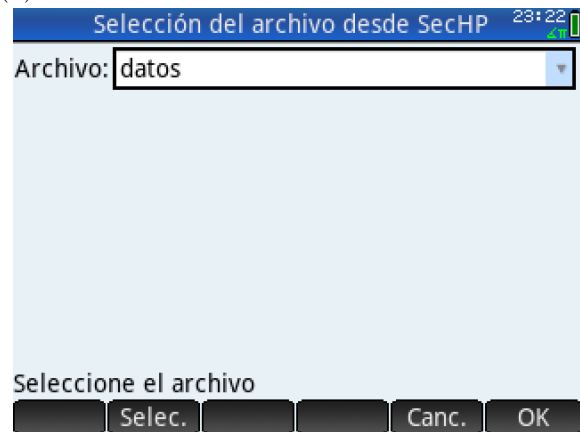 Selección del archivo desde SecHP 23:22
∡π
Archivo: datos
Seleccione el archivo
Selec. Canc. OK